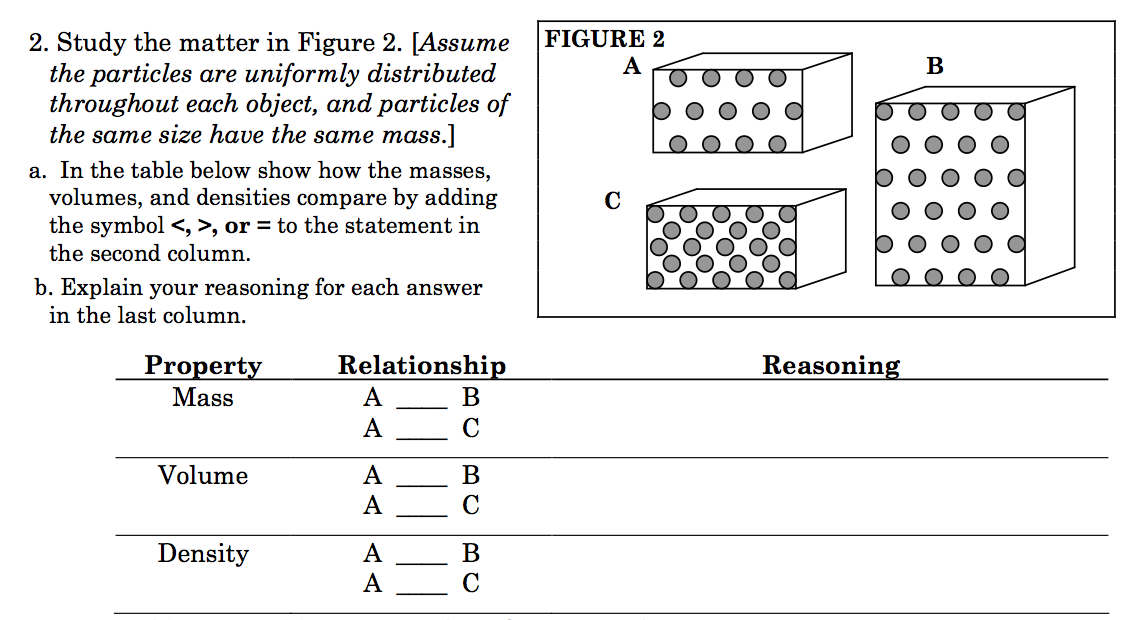 2. Study the matter in Figure 2. [Assume
the particles are uniformly distributed
throughout each object, and particles of
the same size have the same mass.]
a. In the table below show how the masses,
volumes, and densities compare by adding
the symbol <, >, or = to the statement in
the second column.
b. Explain your reasoning for each answer
in the last column.
FIGURE 2
A
B
C
Property Relationship Reasoning
Mass A ____ B
A ____ C
Volume A ____ B
A ____ C
Density A ____ B
A ____ C